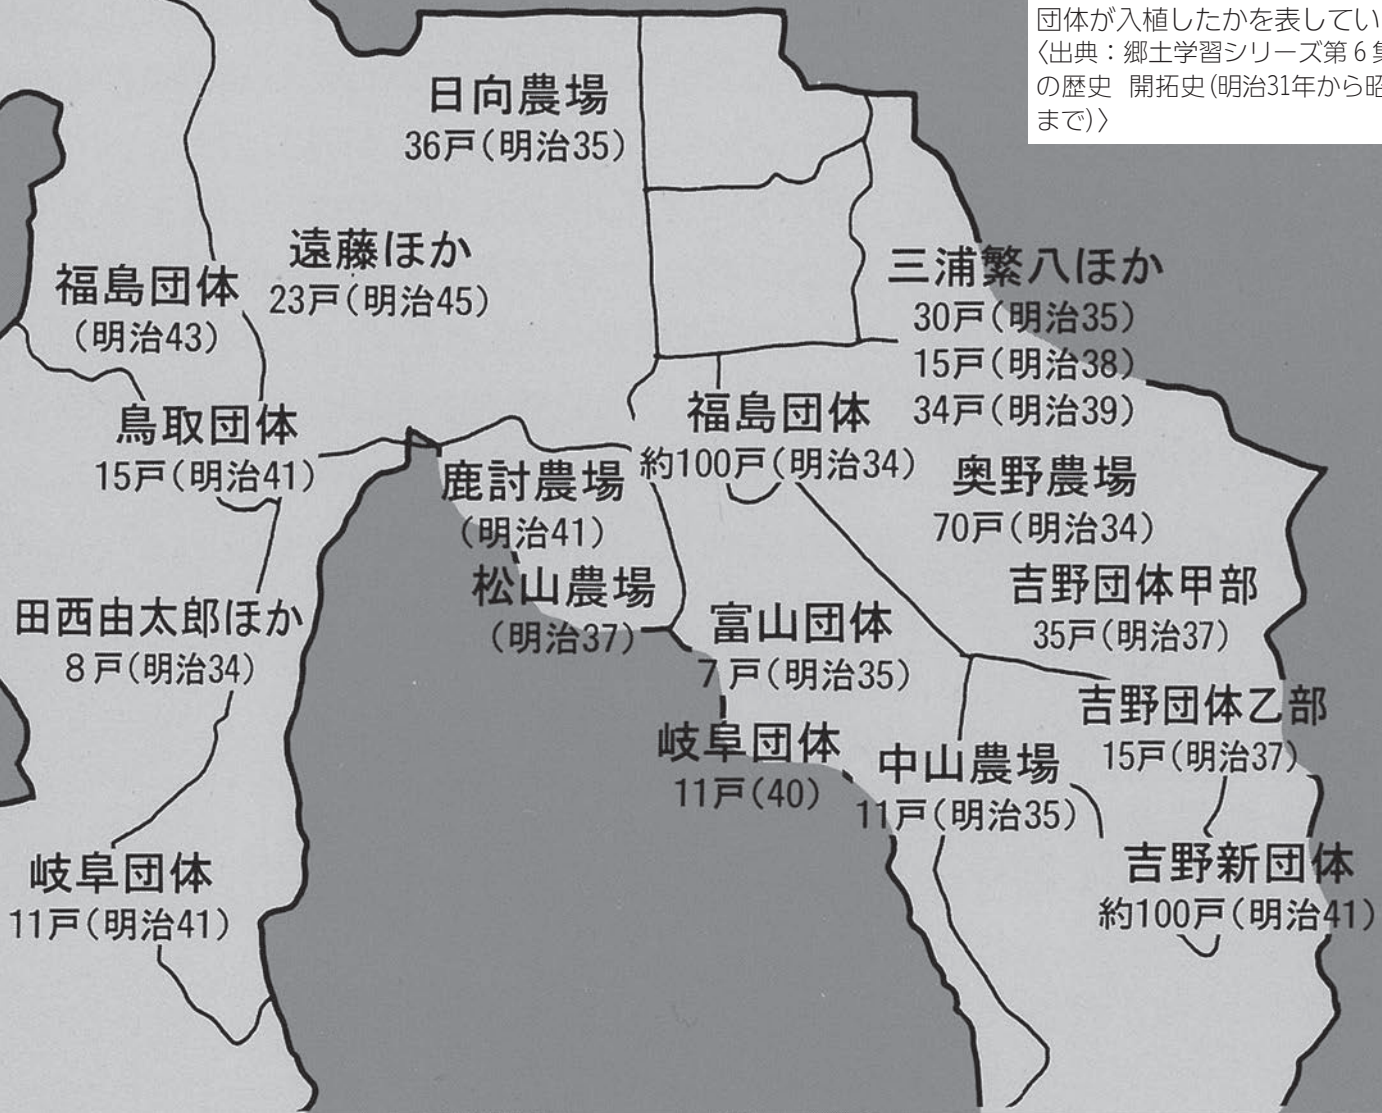 団体が入植したかを表してい
〈出典：郷土学習シリーズ第6集
の歴史 開拓史(明治31年から昭
まで)〉
日向農場
36戸(明治35)
遠藤ほか
23戸(明治45)
福島団体
(明治43)
三浦繁八ほか
30戸(明治35)
15戸(明治38)
34戸(明治39)
鳥取団体
15戸(明治41)
福島団体
約100戸(明治34)
鹿討農場
(明治41)
奥野農場
70戸(明治34)
松山農場
(明治37)
吉野団体甲部
35戸(明治37)
田西由太郎ほか
8戸(明治34)
富山団体
7戸(明治35)
吉野団体乙部
15戸(明治37)
岐阜団体
11戸(40)
中山農場
11戸(明治35)
岐阜団体
11戸(明治41)
吉野新団体
約100戸(明治41)